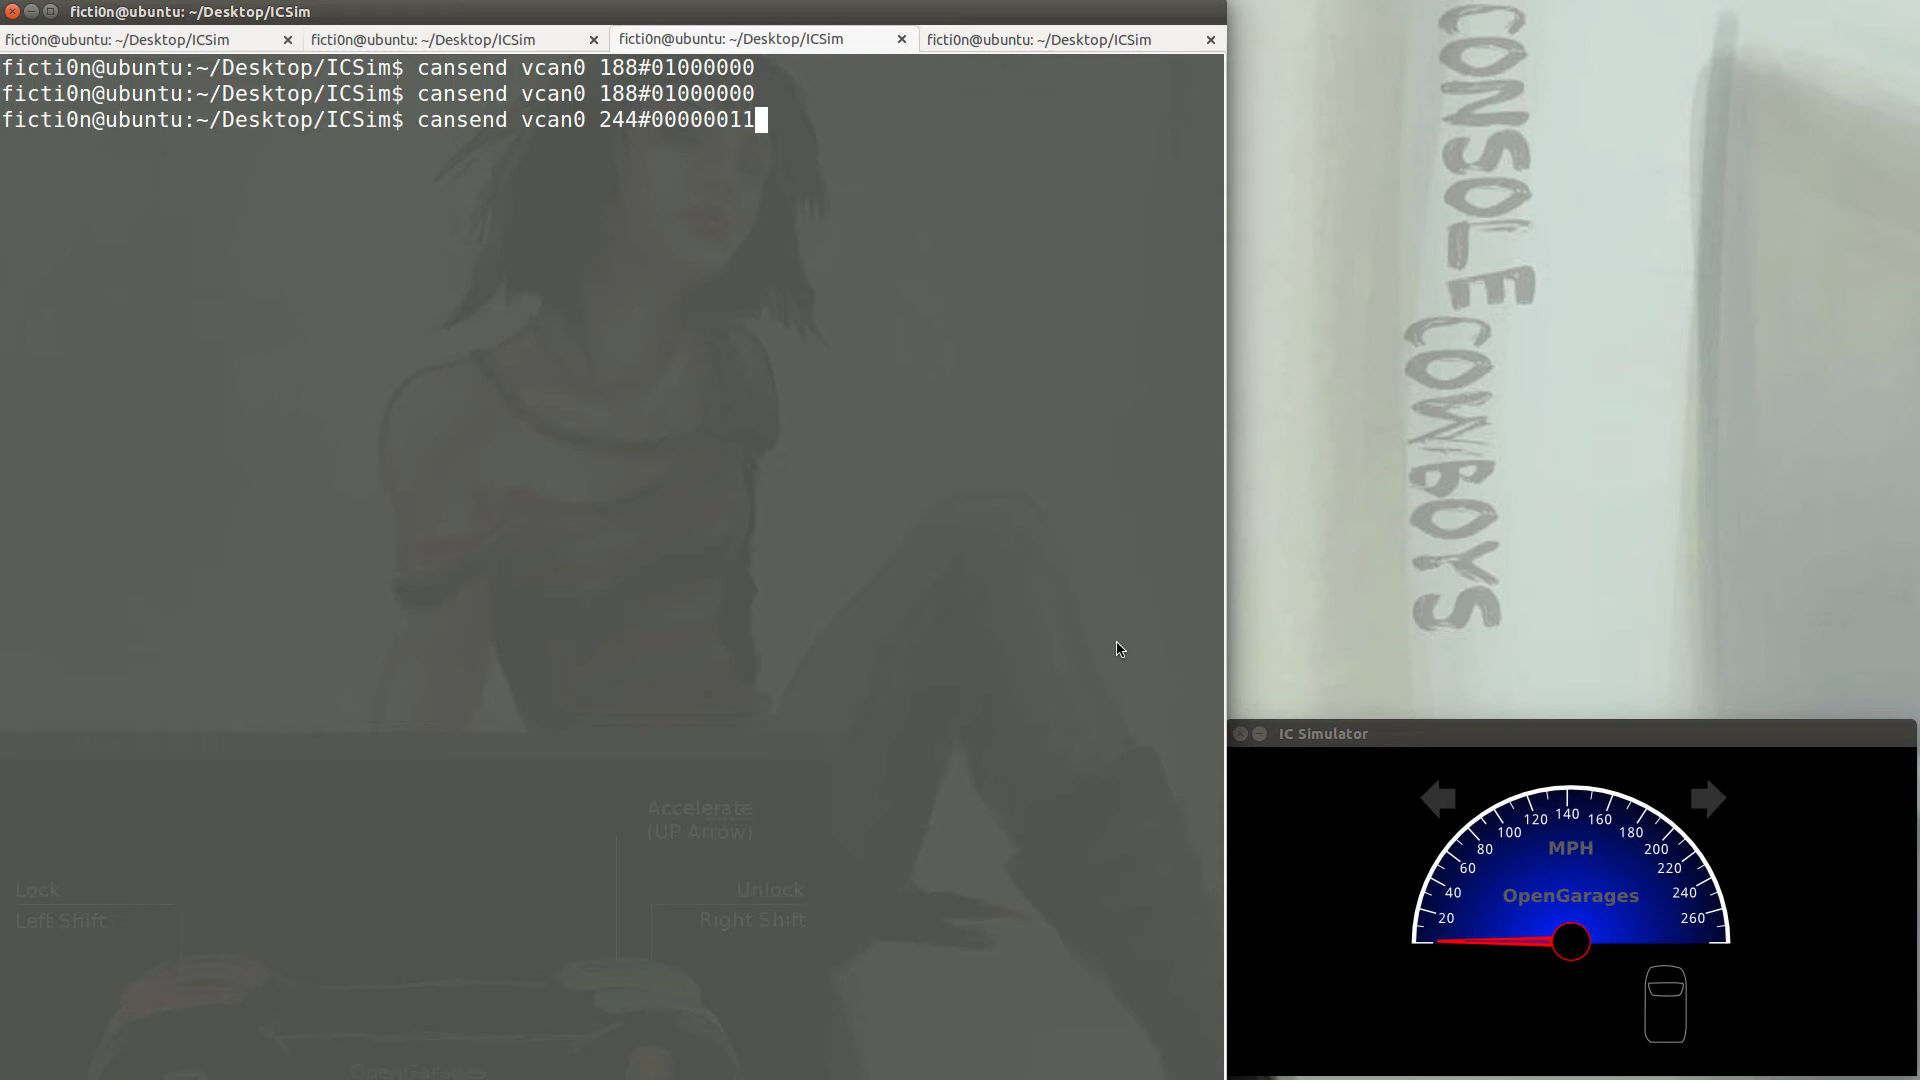 ficti0n@ubuntu: ~/Desktop/ICSim
ficti0n@ubuntu: ~/Desktop/ICSim
ficti0n@ubuntu: ~/Desktop/ICSim
ficti0n@ubuntu: ~/Desktop/ICSim
ficti0n@ubuntu: ~/Desktop/ICSim
ficti0n@ubuntu:~/Desktop/ICSim$ cansend vcan0 188#01000000
ficti0n@ubuntu:~/Desktop/ICSim$ cansend vcan0 188#01000000
ficti0n@ubuntu:~/Desktop/ICSim$ cansend vcan0 244#00000011
CONSOLE COWBOYS
Accelerate
(UP Arrow)
Lock
Left Shift
Unlock
Right Shift
OpenGarages
IC Simulator
20 40 60 80 100 120 140 160 180 200 220 240 260
MPH
OpenGarages